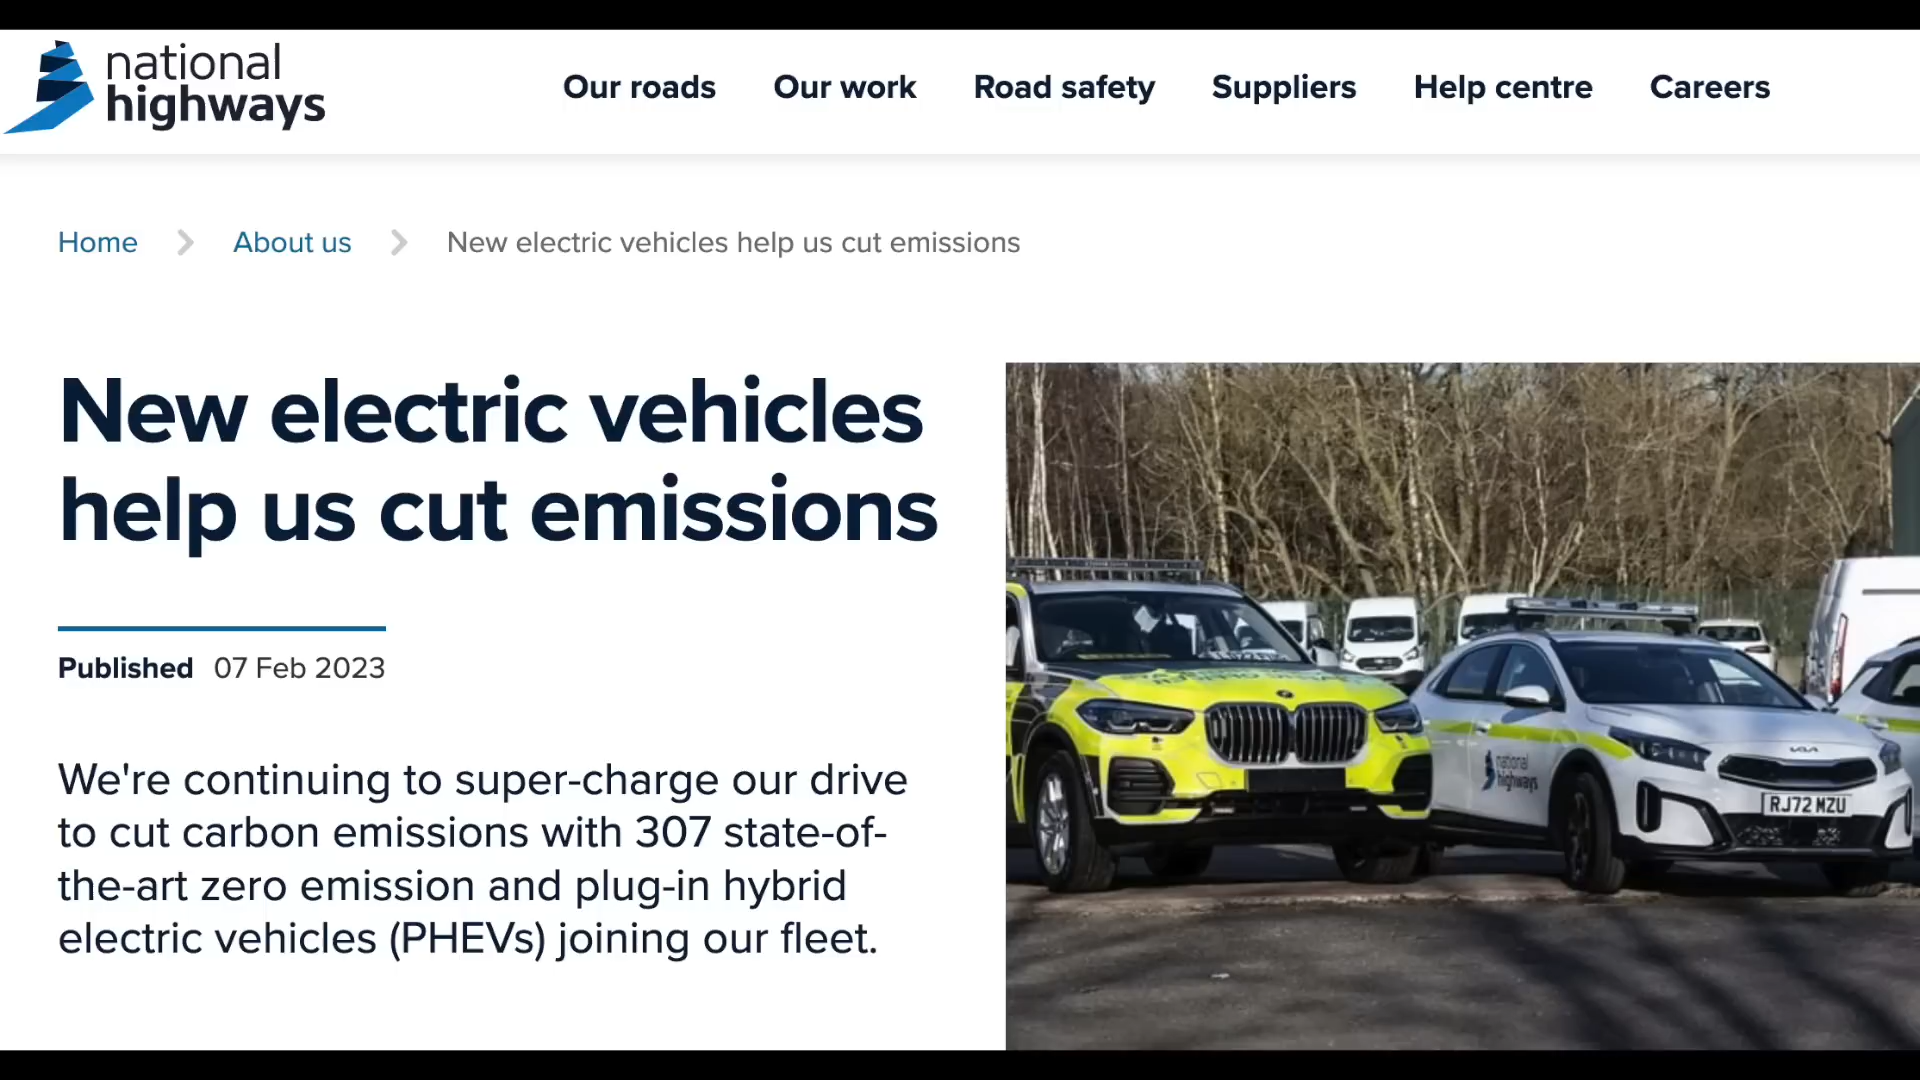 national
highways
Our roads
Our work
Road safety
Suppliers
Help centre
Careers
Home
About us
New electric vehicles help us cut emissions
New electric vehicles
help us cut emissions
Published 07 Feb 2023
We're continuing to super-charge our drive
to cut carbon emissions with 307 state-of-
the-art zero emission and plug-in hybrid
electric vehicles (PHEVs) joining our fleet.
national
highways
KIA
RJ72 MZU